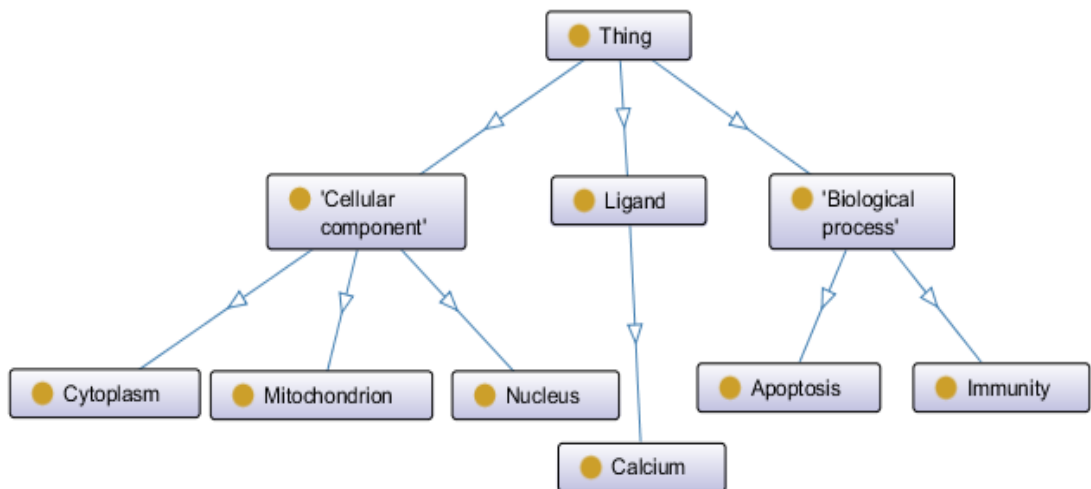 Thing
'Cellular
component'
Ligand
'Biological
process'
Cytoplasm
Mitochondrion
Nucleus
Apoptosis
Immunity
Calcium